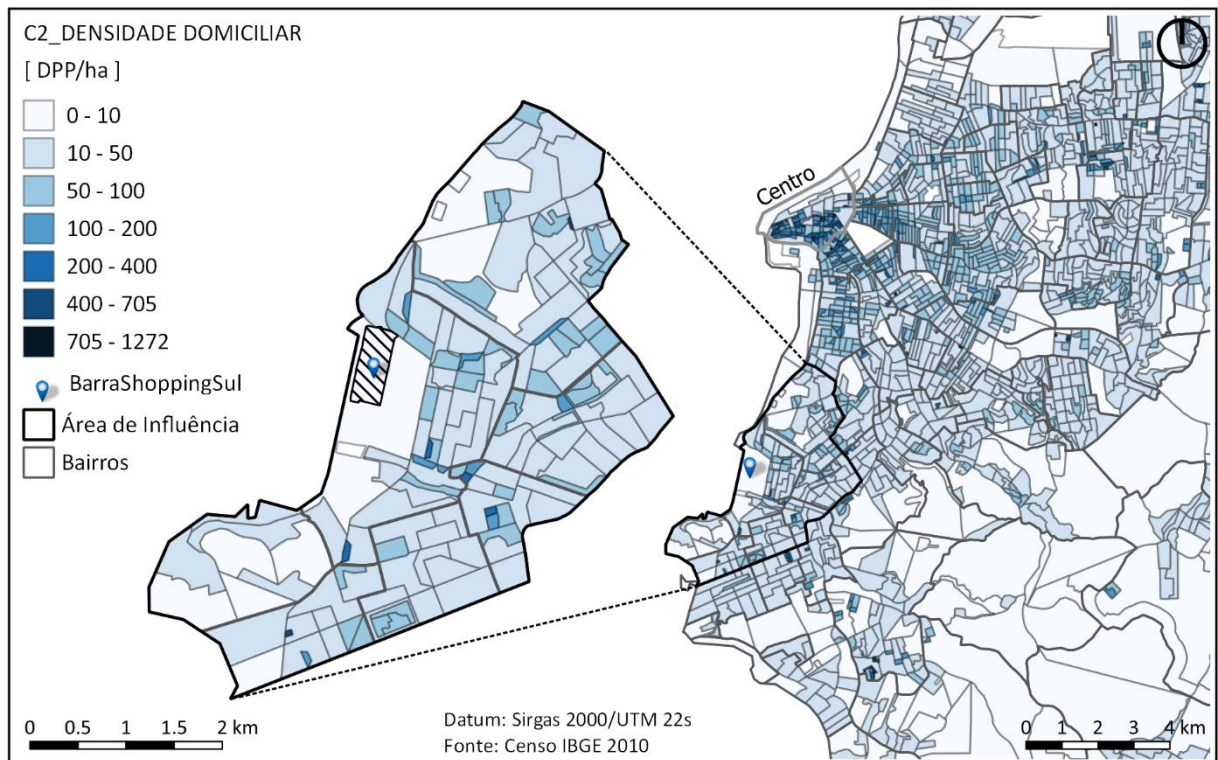 C2_DENSIDADE DOMICILIAR
[ DPP/ha ]
0 - 10
10 - 50
50 - 100
100 - 200
200 - 400
400 - 705
705 - 1272
BarraShoppingSul
Área de Influência
Bairros
Centro
0 0.5 1 1.5 2 km
Datum: Sirgas 2000/UTM 22s
Fonte: Censo IBGE 2010
0 1 2 3 4 km